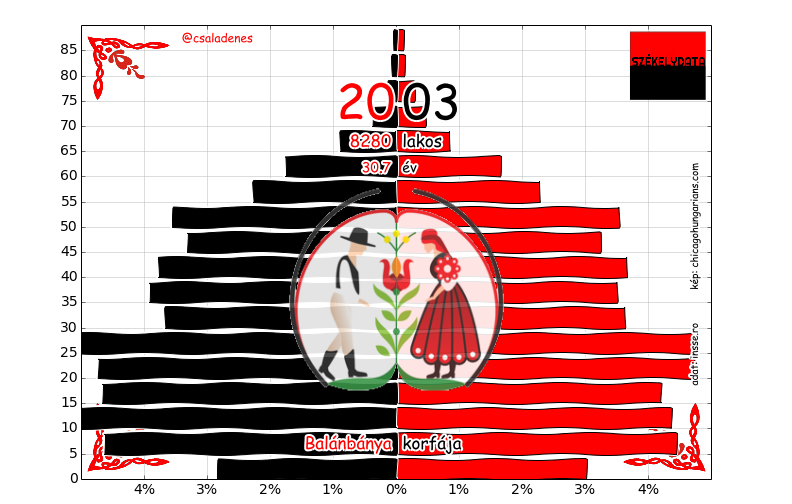 @csaladenes
SZÉKELYDATA
2003
8280 lakos
30.7 év
kép: chicagohungarians.com
adat: insse.ro
Balánbánya korfája
85
80
75
70
65
60
55
50
45
40
35
30
25
20
15
10
5
0
4% 3% 2% 1% 0% 1% 2% 3% 4%